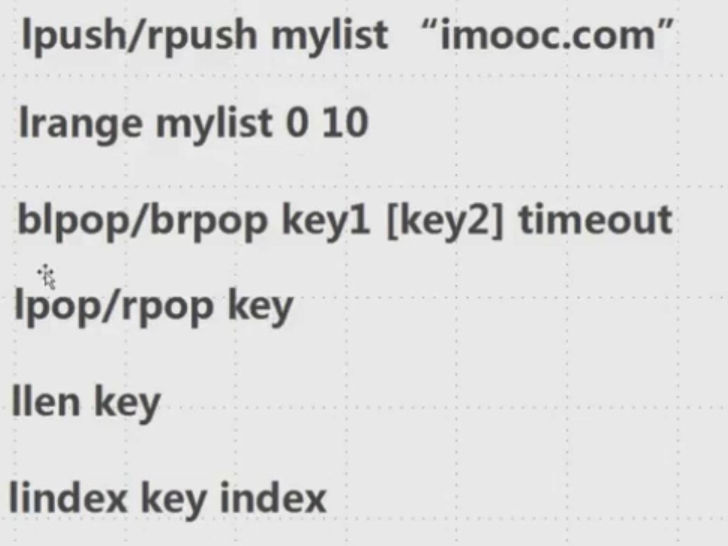 lpush/rpush mylist “imooc.com”
lrange mylist 0 10
blpop/brpop key1 [key2] timeout
lpop/rpop key
llen key
lindex key index